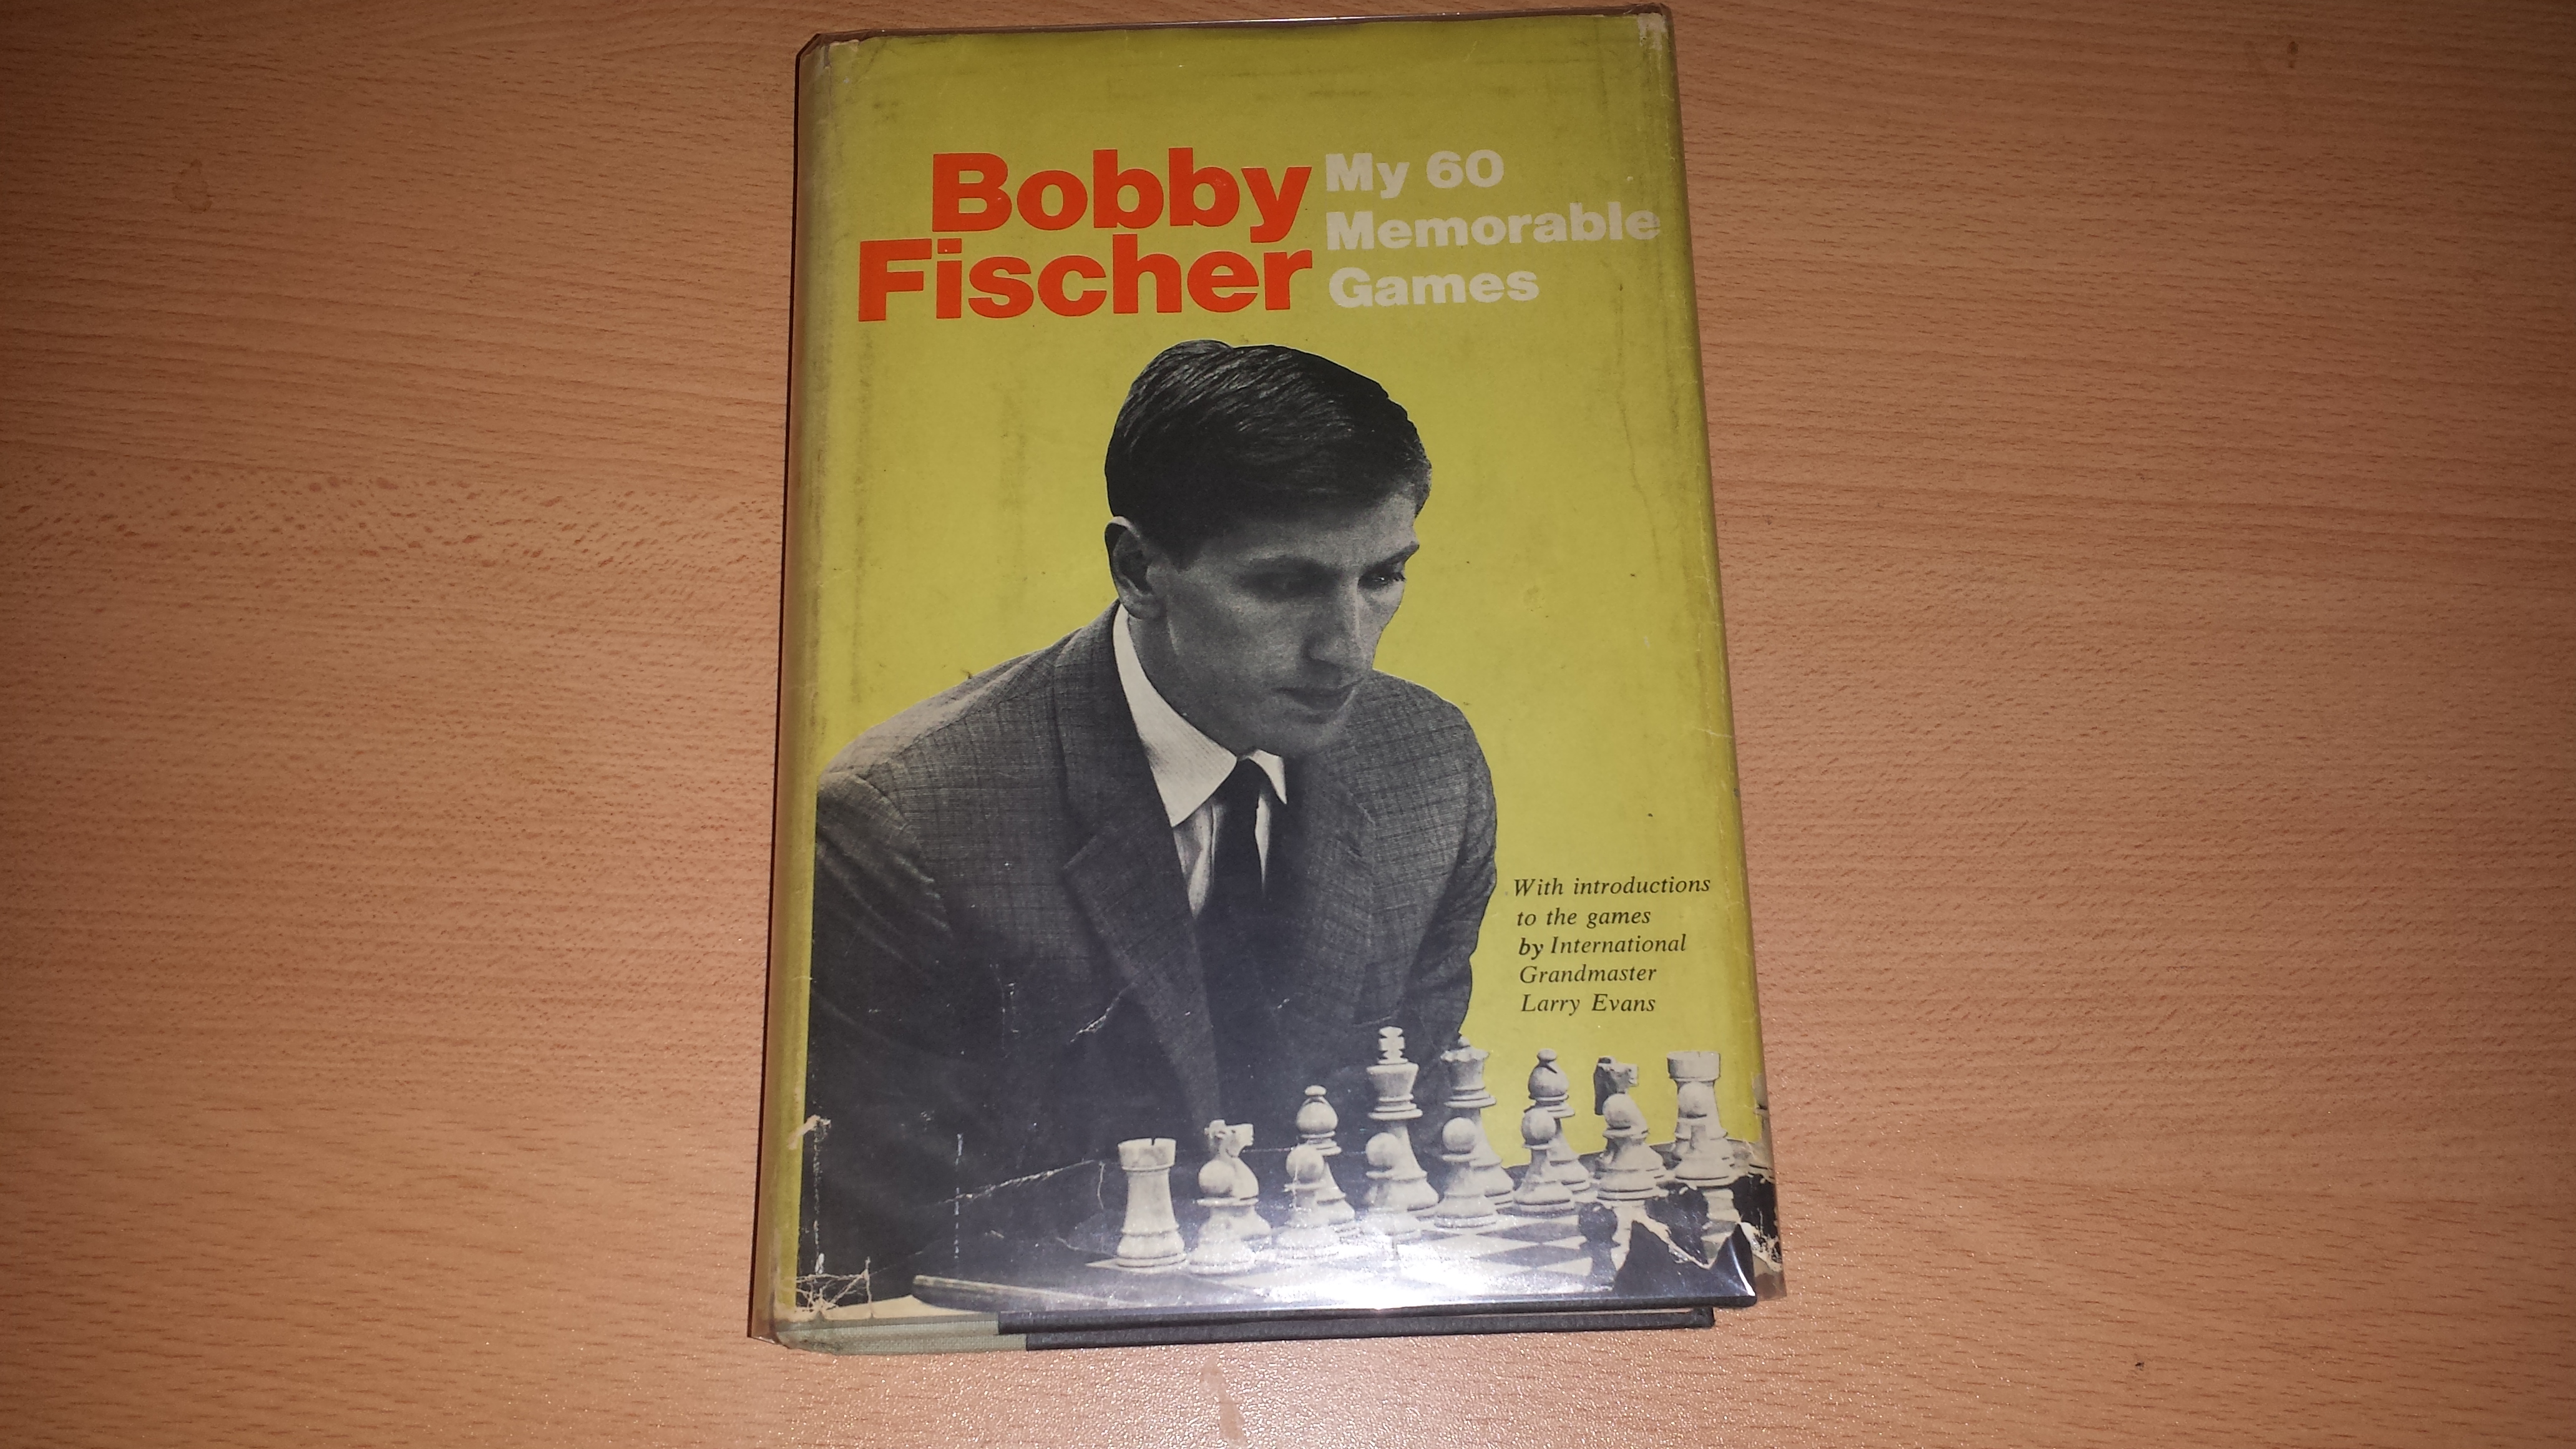 Bobby
Fischer
My 60
Memorable
Games
With introductions
to the games
by International
Grandmaster
Larry Evans